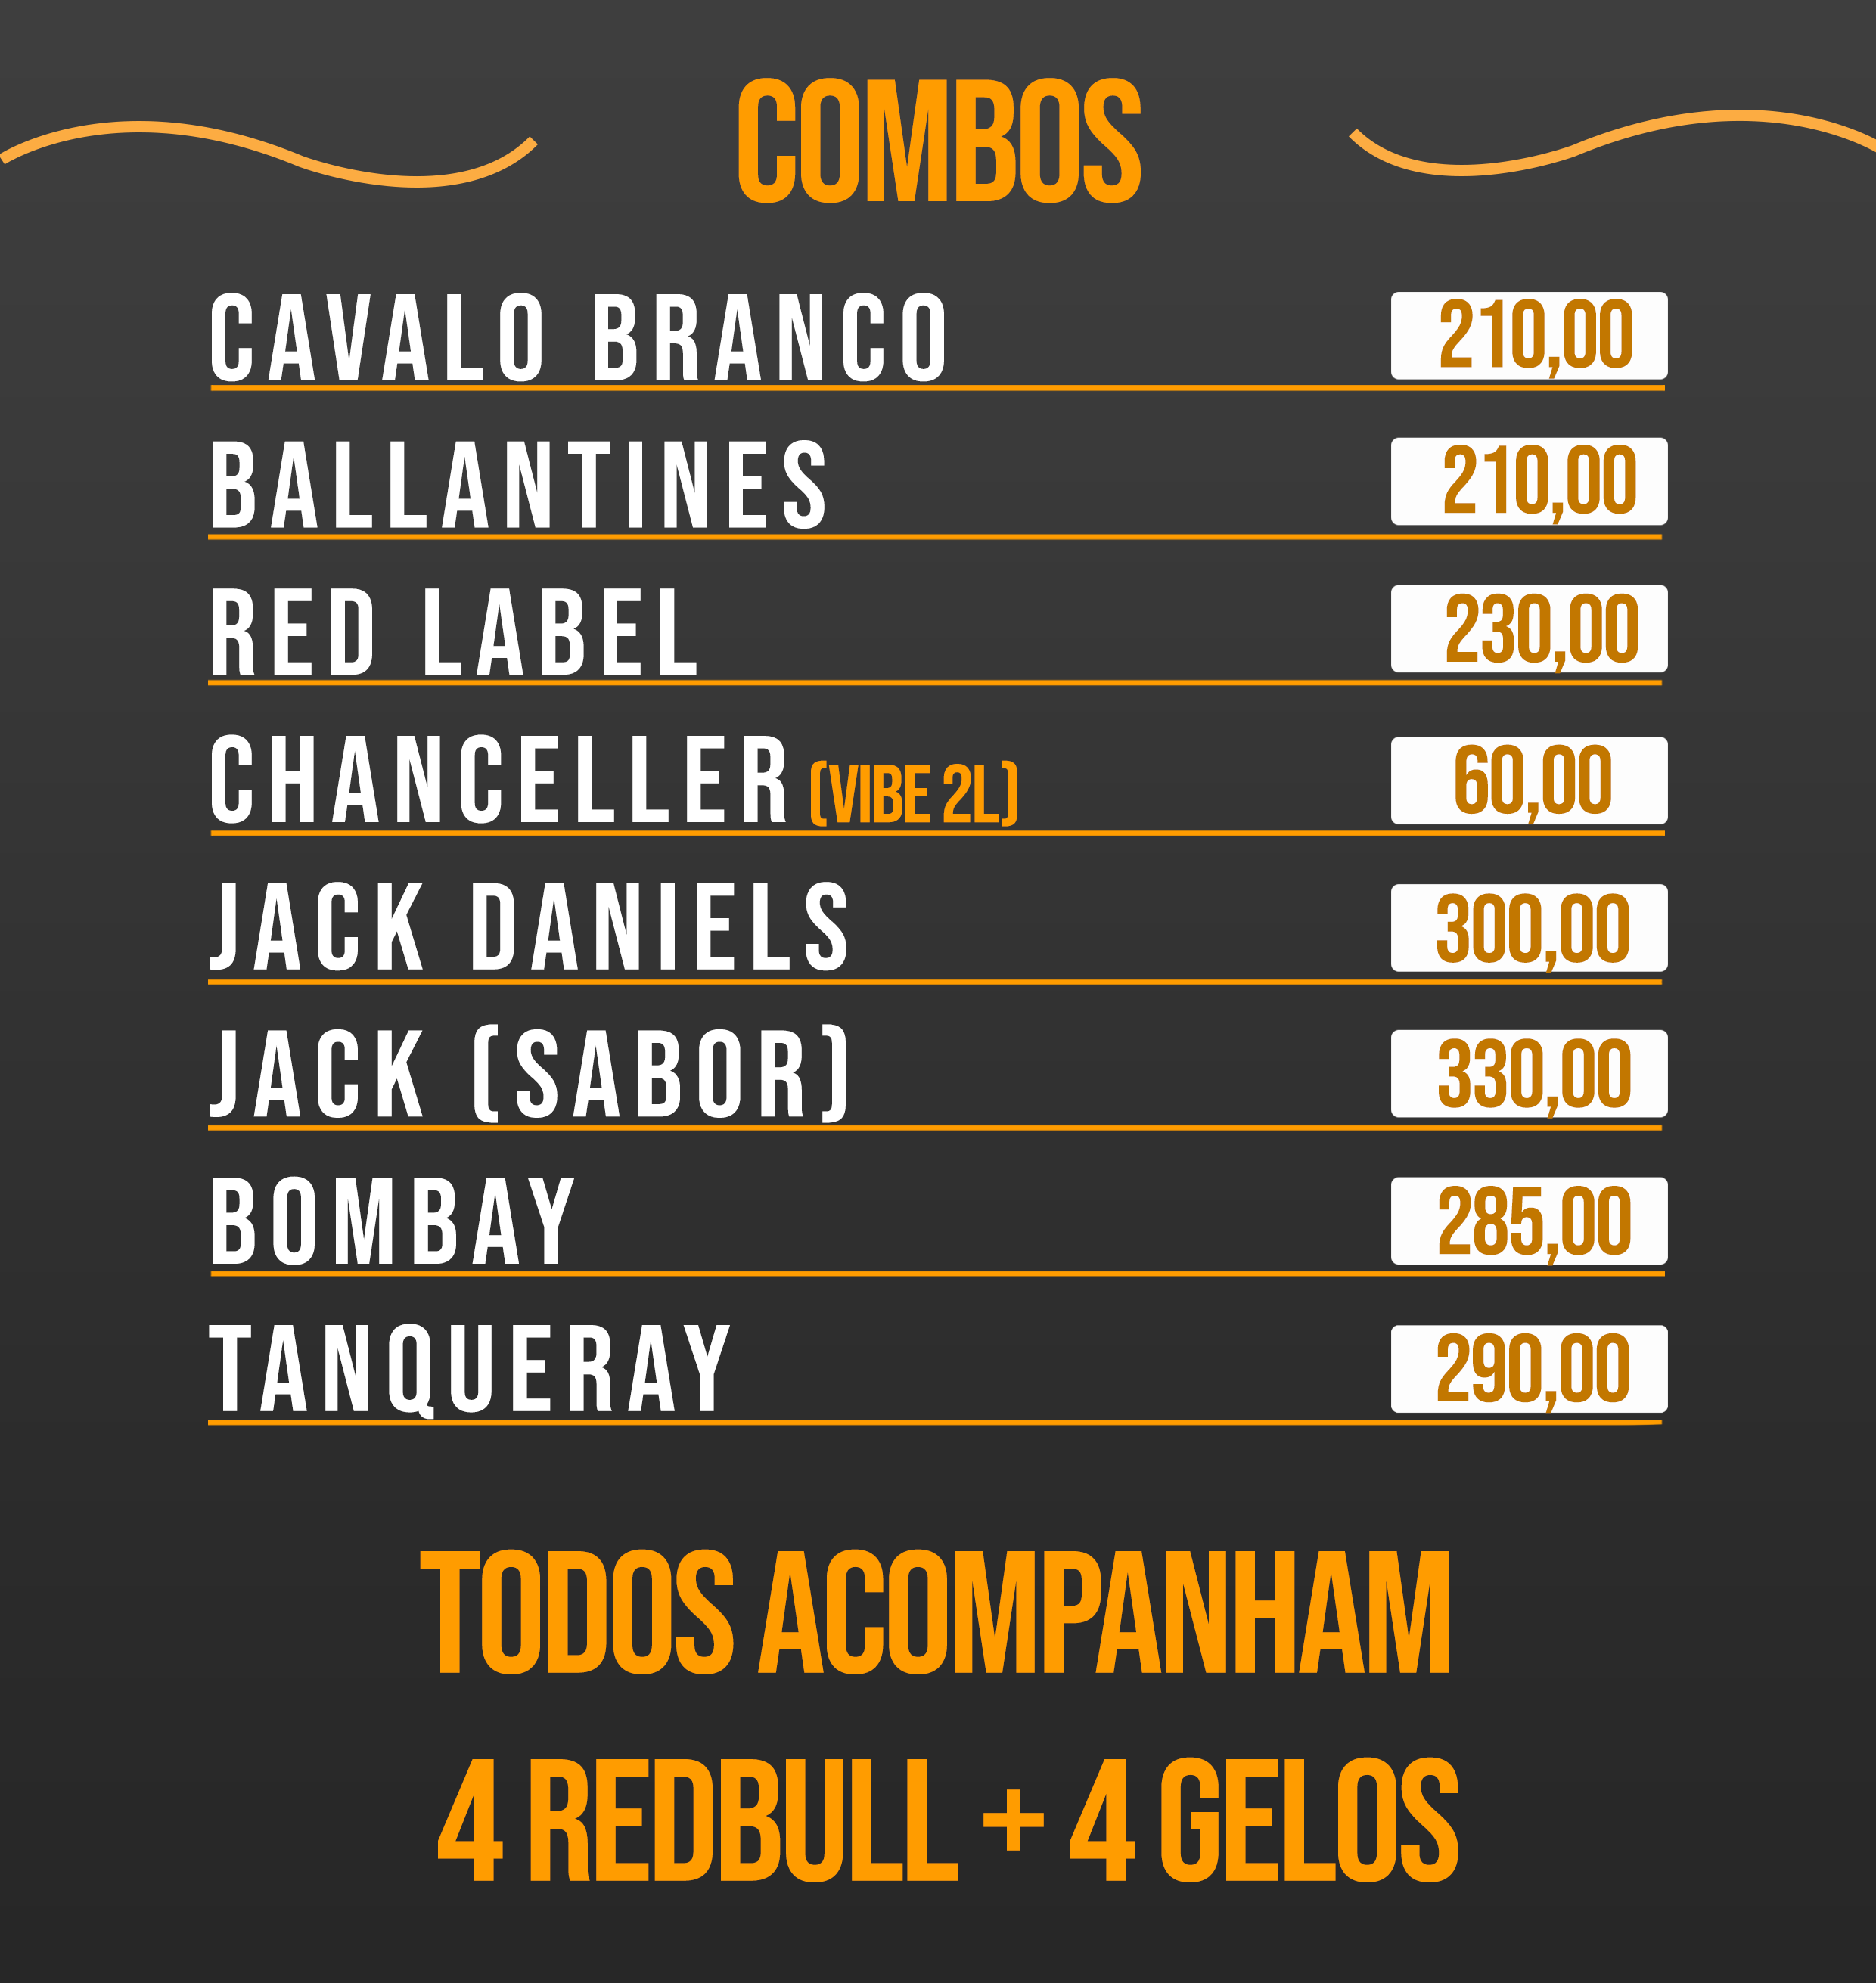 COMBOS
CAVALO BRANCO 210,00
BALLANTINES 210,00
RED LABEL 230,00
CHANCELLER (VIBE 2L) 60,00
JACK DANIELS 300,00
JACK (SABOR) 330,00
BOMBAY 285,00
TANQUERAY 290,00
TODOS ACOMPANHAM
4 REDBULL + 4 GELOS